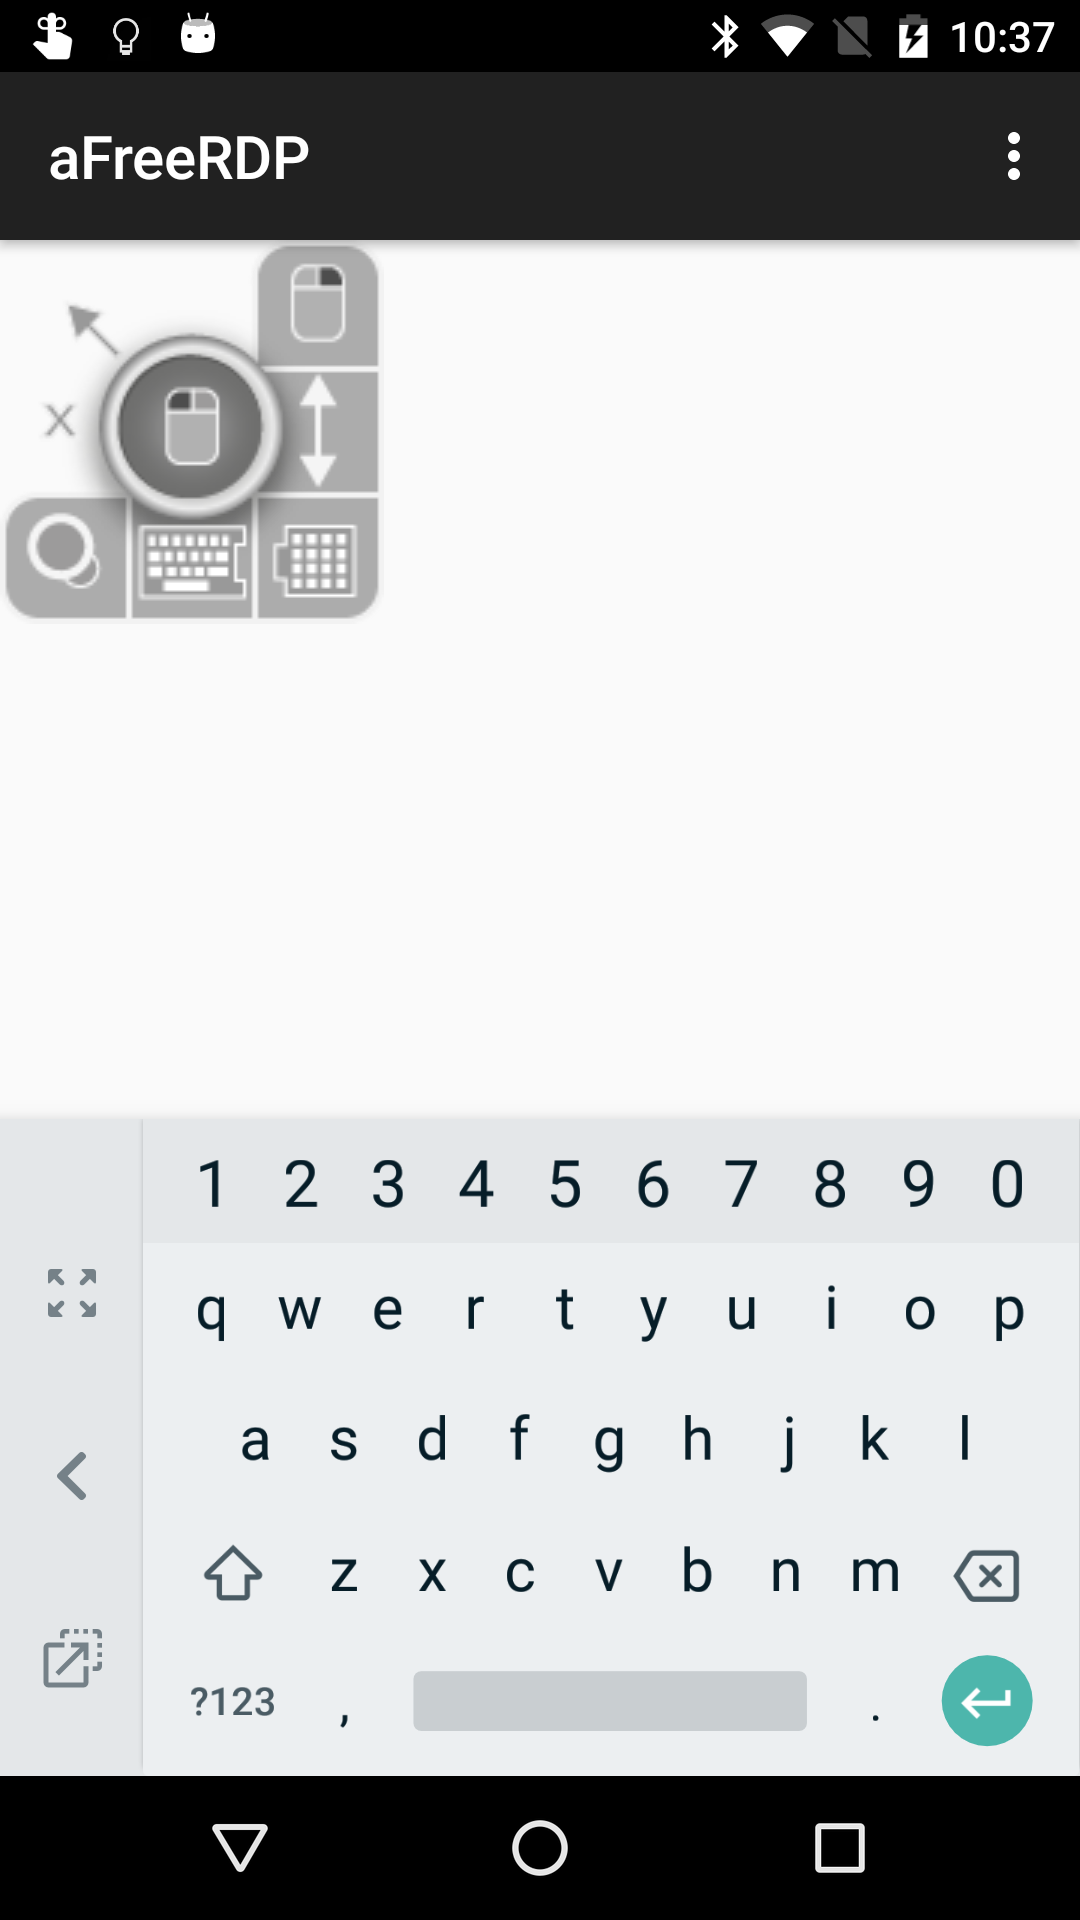 10:37
aFreeRDP
X
1 2 3 4 5 6 7 8 9 0
q w e r t y u i o p
a s d f g h j k l
z x c v b n m
?123 , .